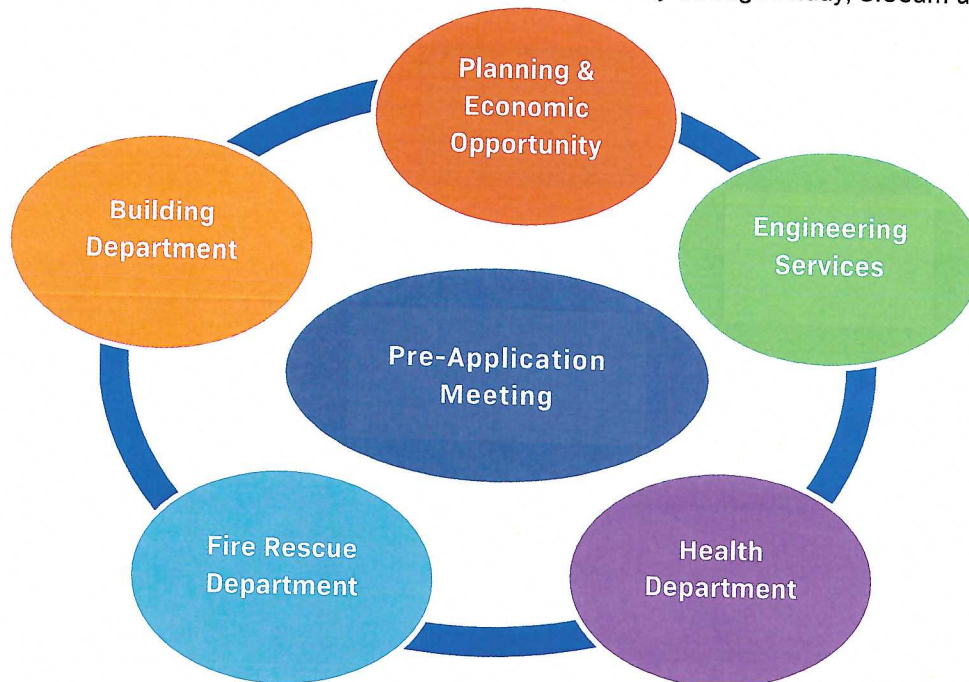 Planning &
Economic
Opportunity
Building
Department
Engineering
Services
Pre-Application
Meeting
Fire Rescue
Department
Health
Department